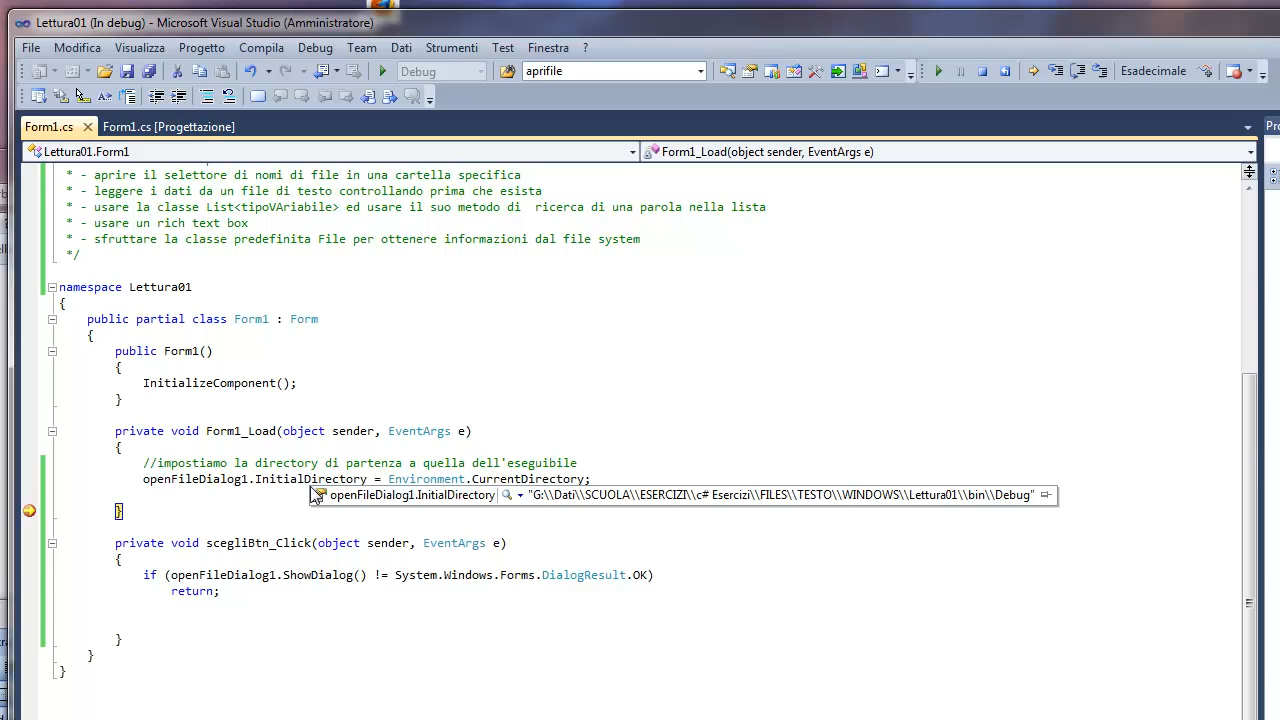 Lettura01 (In debug) - Microsoft Visual Studio (Amministratore)
File Modifica Visualizza Progetto Compila Debug Team Dati Strumenti Test Finestra ?
Debug aprifile Esadecimale
Form1.cs Form1.cs [Progettazione]
Lettura01.Form1 Form1_Load(object sender, EventArgs e)
* - aprire il selettore di nomi di file in una cartella specifica
* - leggere i dati da un file di testo controllando prima che esista
* - usare la classe List<tipoVAriabile> ed usare il suo metodo di  ricerca di una parola nella lista
* - usare un rich text box
* - sfruttare la classe predefinita File per ottenere informazioni dal file system
*/
namespace Lettura01
{
public partial class Form1 : Form
{
public Form1()
{
InitializeComponent();
}
private void Form1_Load(object sender, EventArgs e)
{
//impostiamo la directory di partenza a quella dell'eseguibile
openFileDialog1.InitialDirectory = Environment.CurrentDirectory;
openFileDialog1.InitialDirectory "G:\\Dati\\SCUOLA\\ESERCIZI\\c# Esercizi\\FILES\\TESTO\\WINDOWS\\Lettura01\\bin\\Debug"
}
private void scegliBtn_Click(object sender, EventArgs e)
{
if (openFileDialog1.ShowDialog() != System.Windows.Forms.DialogResult.OK)
return;
}
}
}